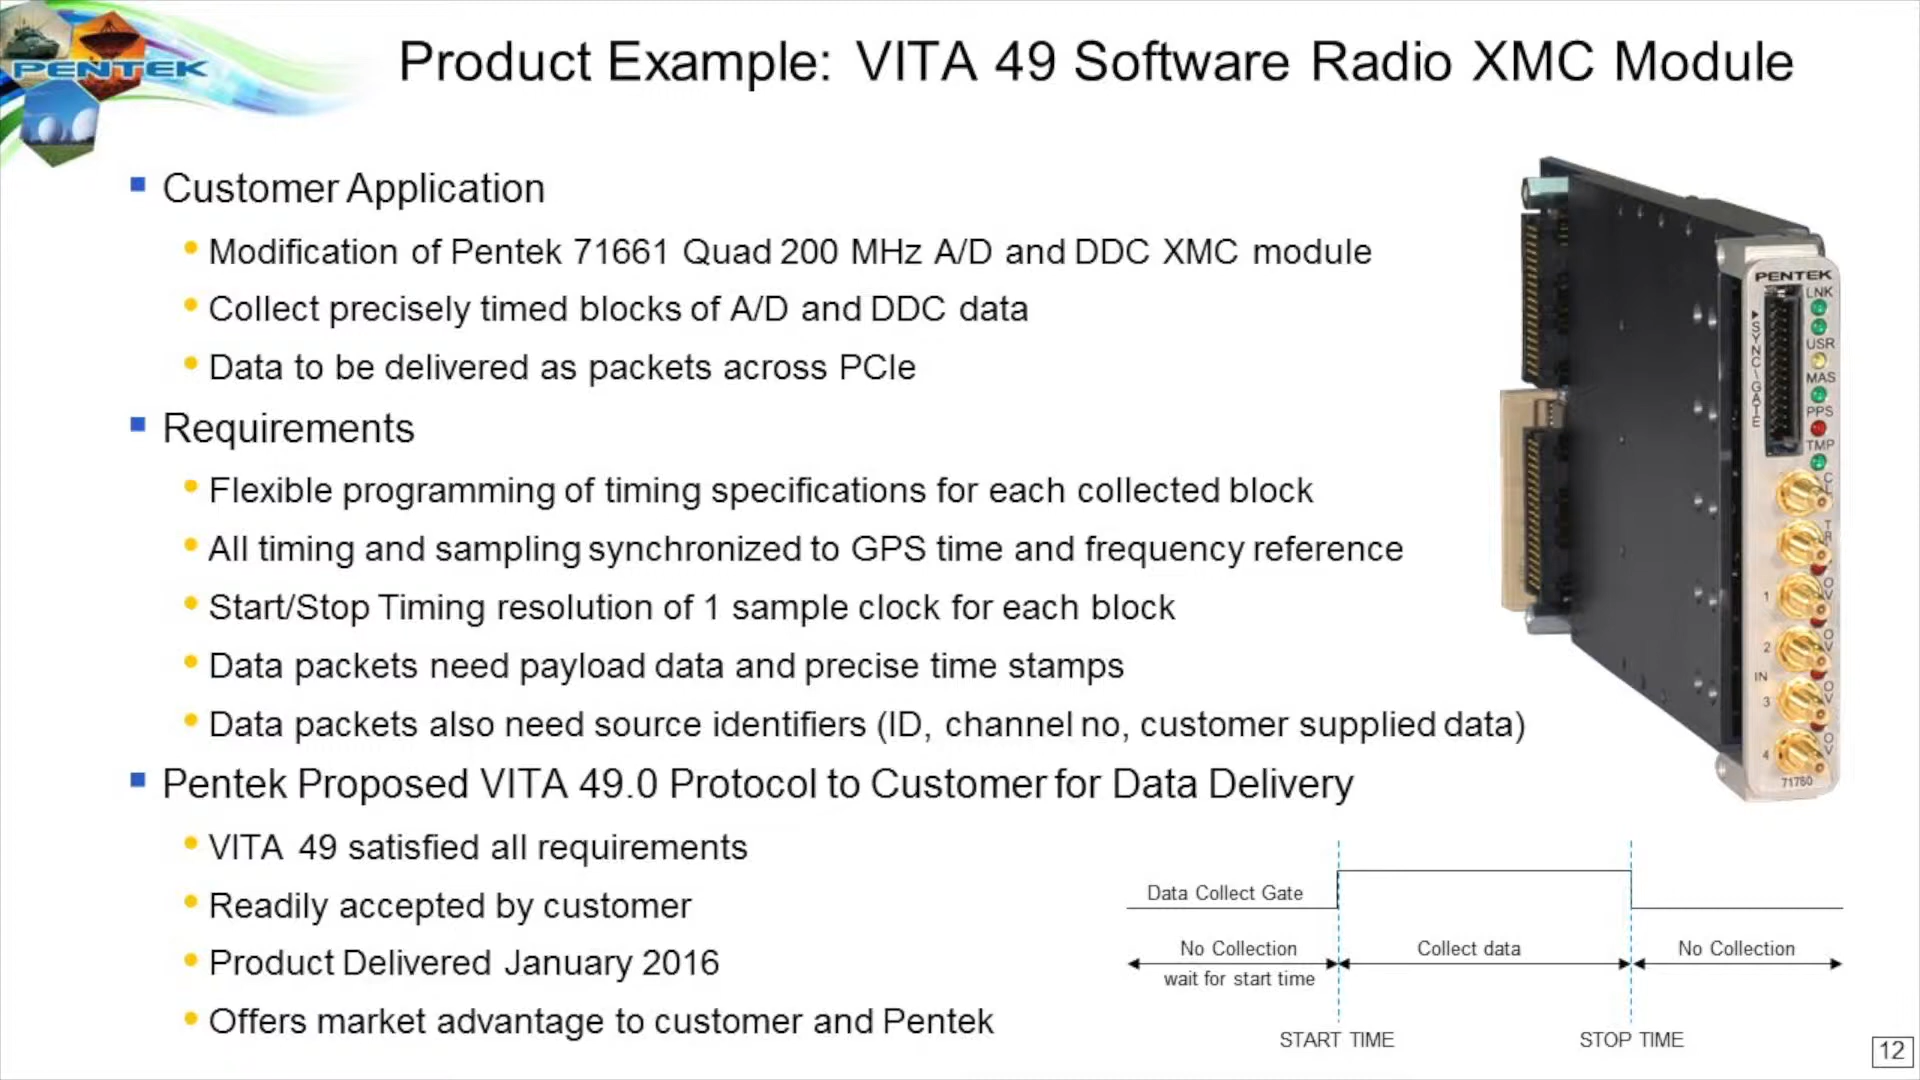 PENTEK
Product Example: VITA 49 Software Radio XMC Module
Customer Application
Modification of Pentek 71661 Quad 200 MHz A/D and DDC XMC module
Collect precisely timed blocks of A/D and DDC data
Data to be delivered as packets across PCIe
Requirements
Flexible programming of timing specifications for each collected block
All timing and sampling synchronized to GPS time and frequency reference
Start/Stop Timing resolution of 1 sample clock for each block
Data packets need payload data and precise time stamps
Data packets also need source identifiers (ID, channel no, customer supplied data)
Pentek Proposed VITA 49.0 Protocol to Customer for Data Delivery
VITA 49 satisfied all requirements
Readily accepted by customer
Product Delivered January 2016
Offers market advantage to customer and Pentek
PENTEK
LNK
USR
MAS
PPS
TMP
SYNC\GATE
1
2
IN
3
4
OV
OV
OV
OV
71760
Data Collect Gate
No Collection
Collect data
No Collection
wait for start time
START TIME
STOP TIME
12